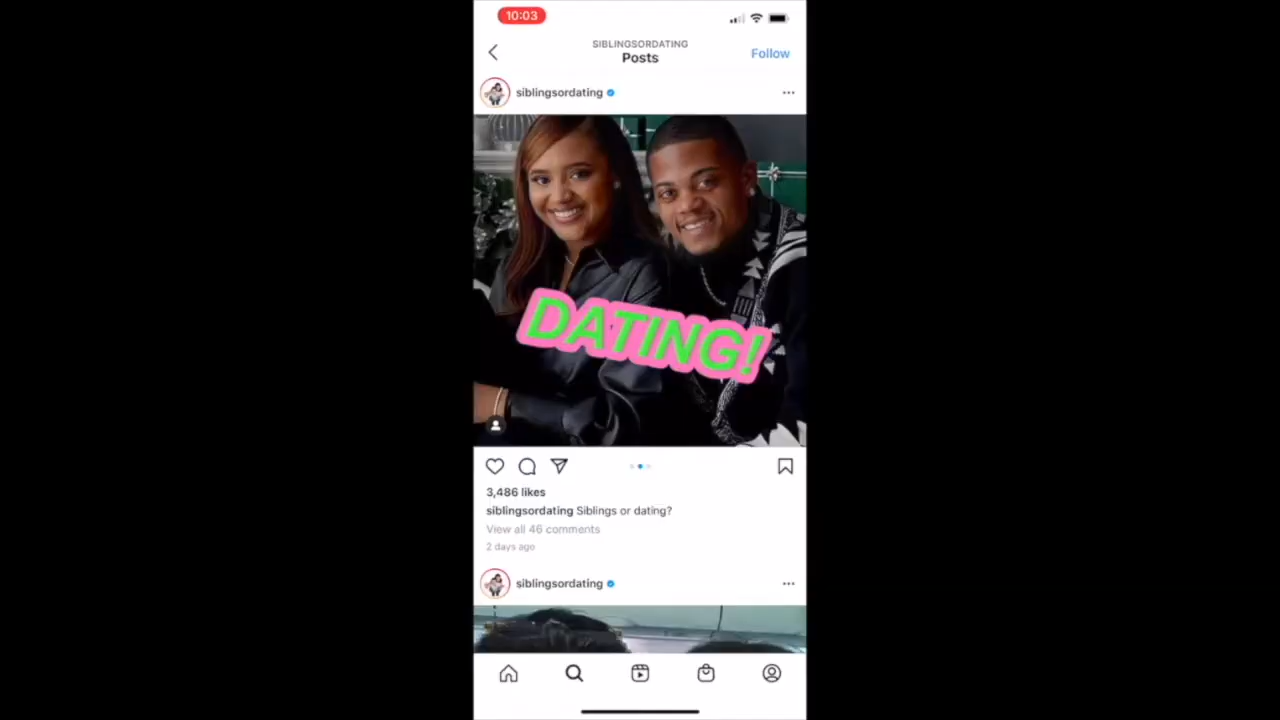 10:03
SIBLINGSORDATING
Posts
Follow
siblingsordating
DATING!
3,486 likes
siblingsordating Siblings or dating?
View all 46 comments
2 days ago
siblingsordating